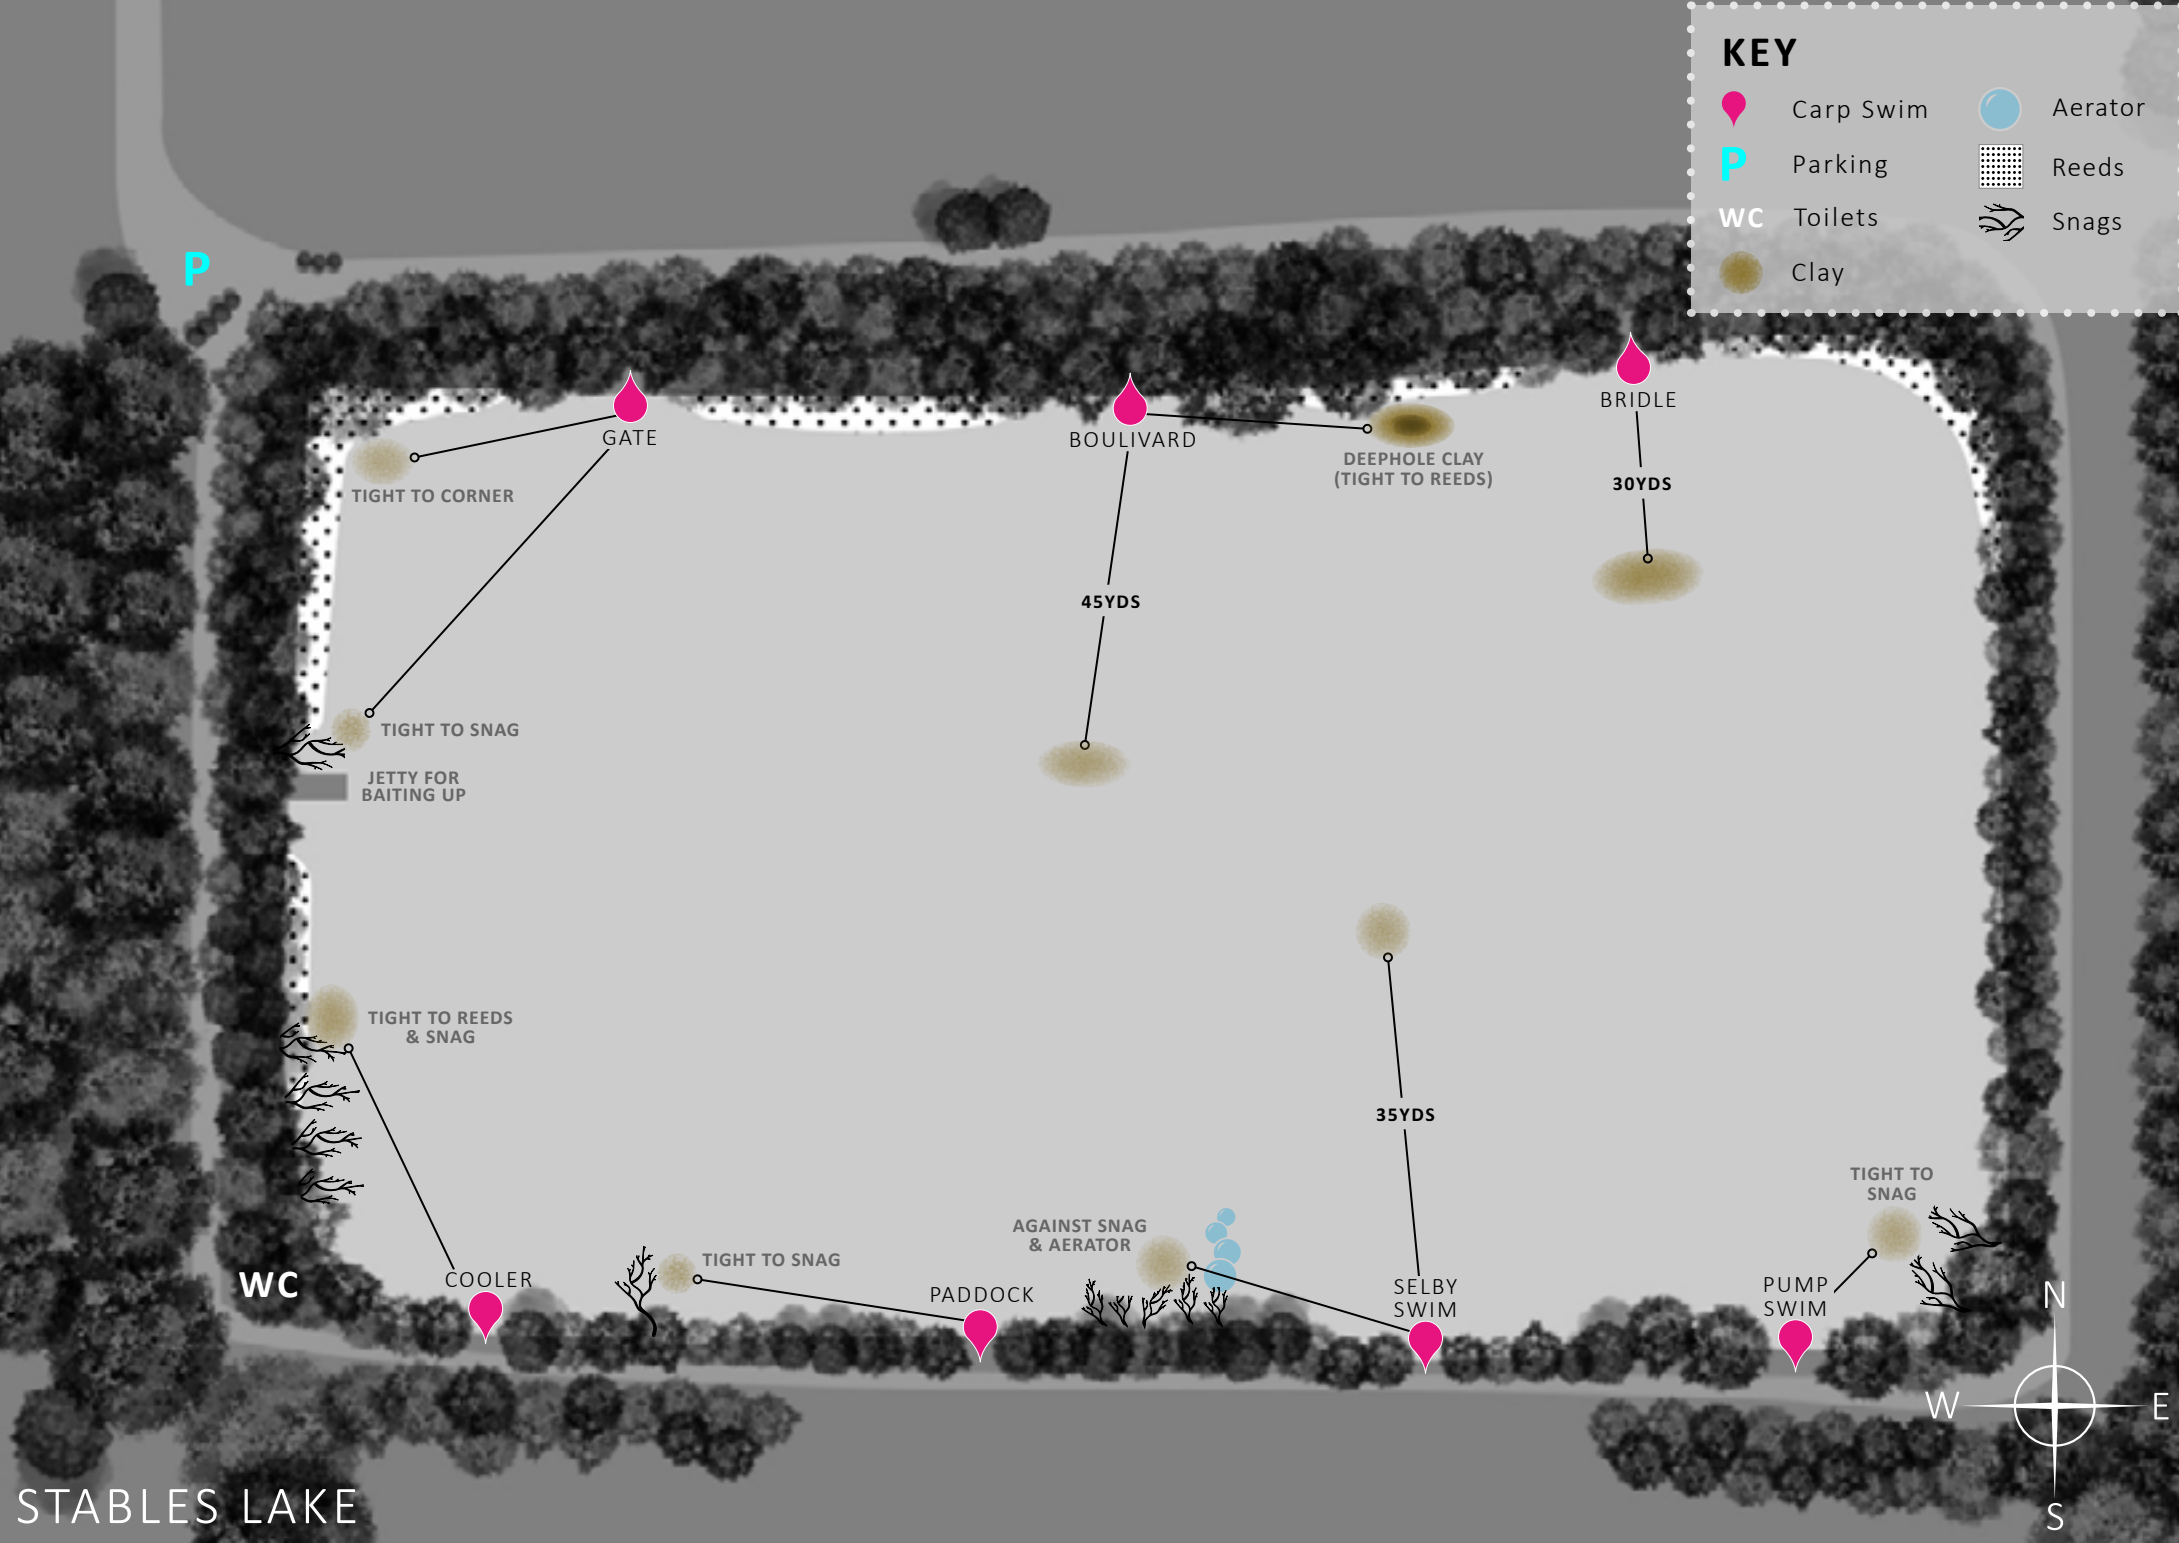 KEY
Carp Swim
Aerator
P
Parking
Reeds
WC
Toilets
Snags
Clay
P
GATE
BOULIVARD
BRIDLE
TIGHT TO CORNER
DEEPHOLE CLAY
(TIGHT TO REEDS)
30YDS
45YDS
TIGHT TO SNAG
JETTY FOR
BAITING UP
TIGHT TO REEDS
& SNAG
35YDS
TIGHT TO
SNAG
AGAINST SNAG
& AERATOR
TIGHT TO SNAG
WC
COOLER
PADDOCK
SELBY
SWIM
PUMP
SWIM
N
W
E
S
STABLES LAKE